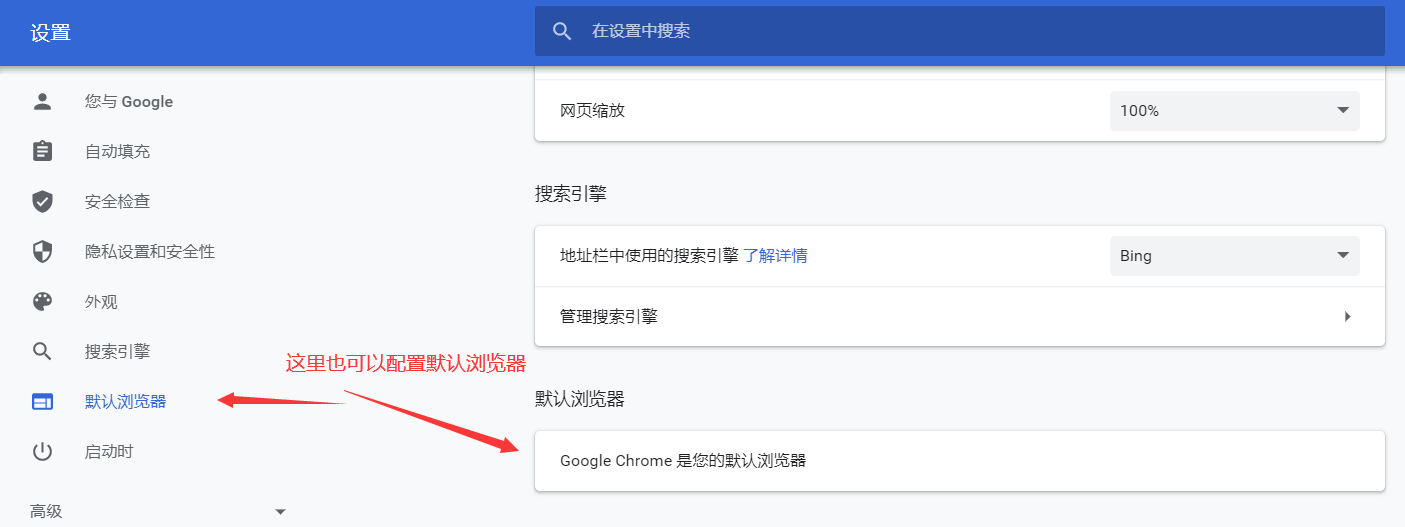 设置
在设置中搜索
您与 Google
自动填充
安全检查
隐私设置和安全性
外观
搜索引擎
默认浏览器
启动时
高级
网页缩放
100%
搜索引擎
地址栏中使用的搜索引擎 了解详情
Bing
管理搜索引擎
这里也可以配置默认浏览器
默认浏览器
Google Chrome 是您的默认浏览器